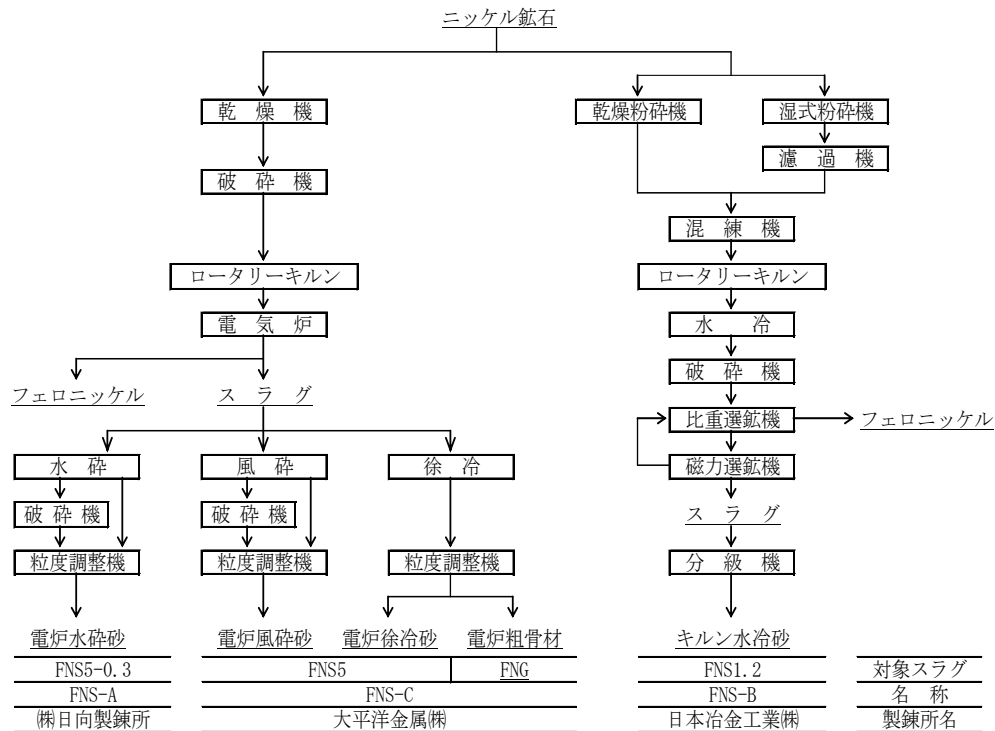 ニッケル鉱石
乾燥機
乾燥粉砕機
湿式粉砕機
濾過機
破砕機
混練機
ロータリーキルン
ロータリーキルン
電気炉
水冷
破砕機
フェロニッケル
スラグ
比重選鉱機
フェロニッケル
水砕
風砕
徐冷
磁力選鉱機
破砕機
破砕機
スラグ
粒度調整機
粒度調整機
粒度調整機
分級機
電炉水砕砂
電炉風砕砂
電炉徐冷砂
電炉粗骨材
キルン水冷砂
FNS5-0.3
FNS5
FNG
FNS1.2
対象スラグ
FNS-A
FNS-C
FNS-B
名称
㈱日向製錬所
大平洋金属㈱
日本冶金工業㈱
製錬所名